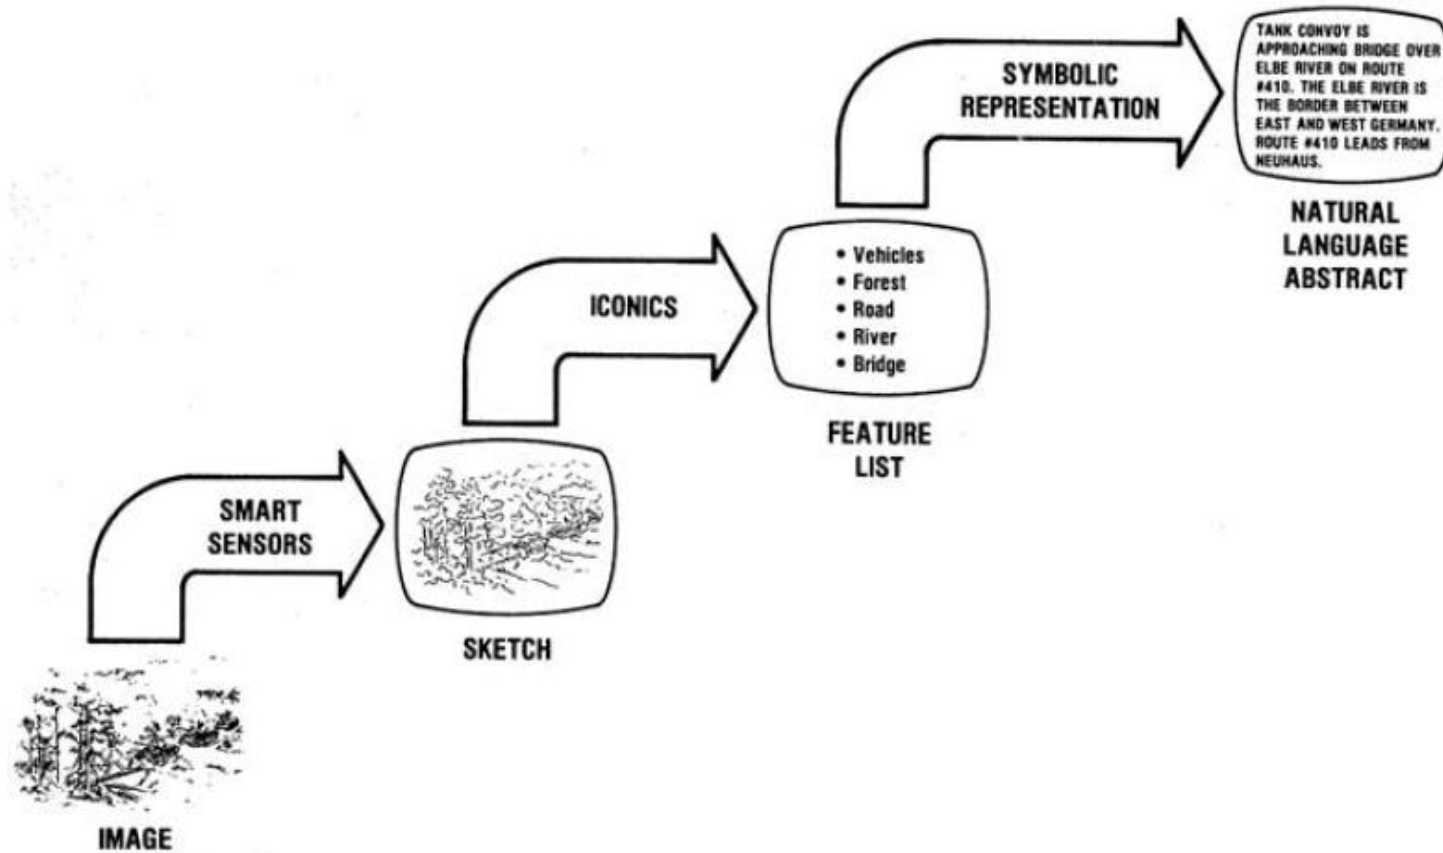 TANK CONVOY IS
APPROACHING BRIDGE OVER
ELBE RIVER ON ROUTE
#410. THE ELBE RIVER IS
THE BORDER BETWEEN
EAST AND WEST GERMANY.
ROUTE #410 LEADS FROM
NEUHAUS.
SYMBOLIC
REPRESENTATION
NATURAL
LANGUAGE
ABSTRACT
ICONICS
• Vehicles
• Forest
• Road
• River
• Bridge
FEATURE
LIST
SMART
SENSORS
SKETCH
IMAGE